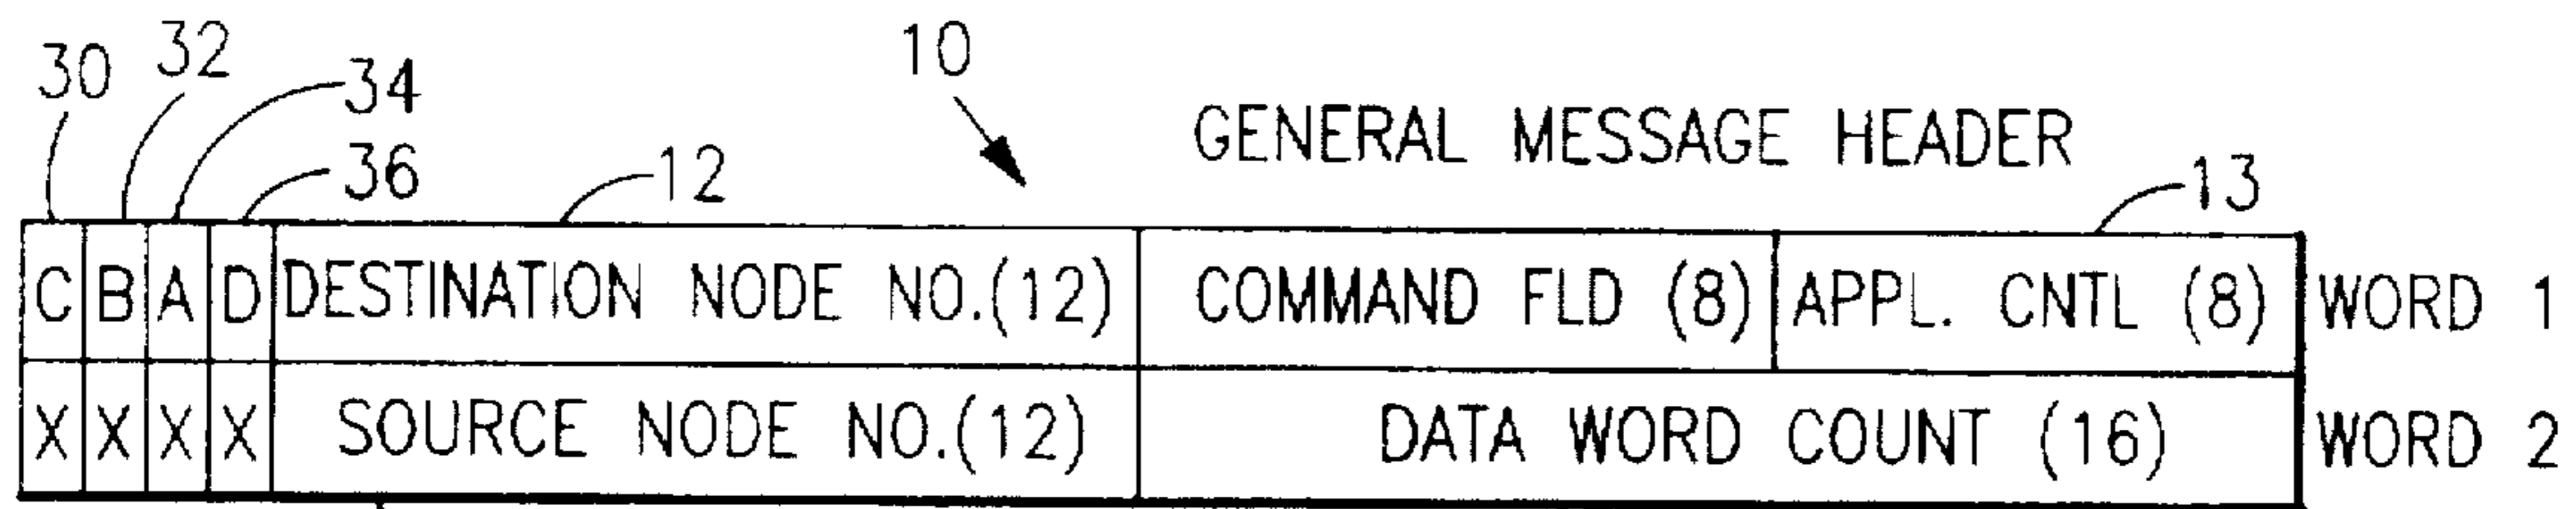 30 32 34 36 12 10
GENERAL MESSAGE HEADER
13
C B A D DESTINATION NODE NO.(12) COMMAND FLD (8) APPL. CNTL (8) WORD 1
X X X X SOURCE NODE NO.(12) DATA WORD COUNT (16) WORD 2